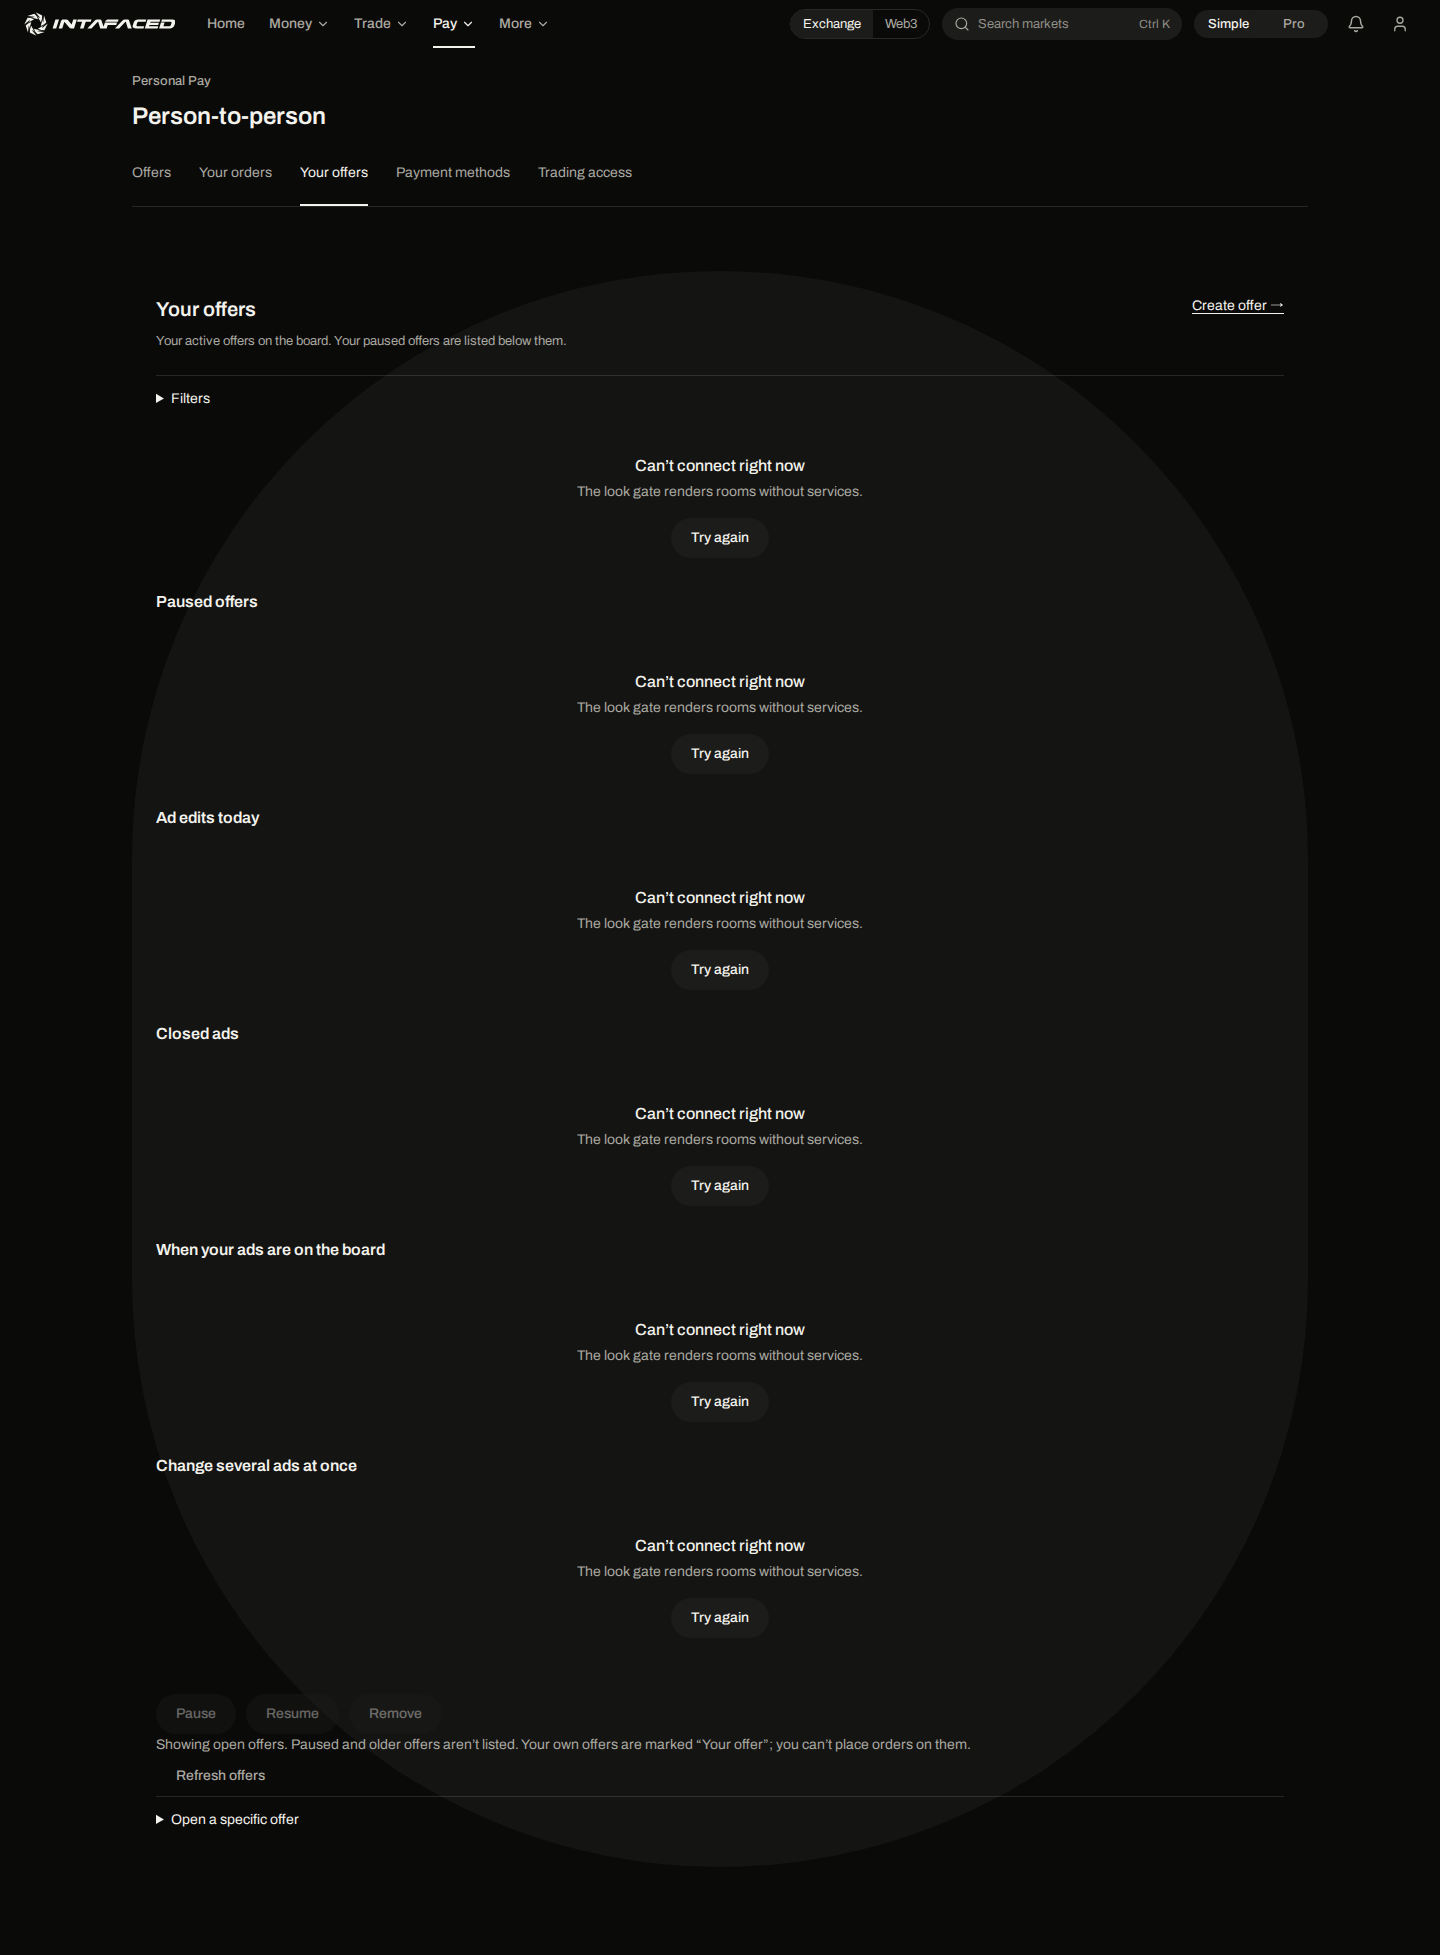 INTAFACED Home Money Trade Pay More Exchange Web3 Search markets Ctrl K Simple Pro
Personal Pay
Person-to-person
Offers Your orders Your offers Payment methods Trading access
Your offers Create offer →
Your active offers on the board. Your paused offers are listed below them.
Filters
Can’t connect right now
The look gate renders rooms without services.
Try again
Paused offers
Can’t connect right now
The look gate renders rooms without services.
Try again
Ad edits today
Can’t connect right now
The look gate renders rooms without services.
Try again
Closed ads
Can’t connect right now
The look gate renders rooms without services.
Try again
When your ads are on the board
Can’t connect right now
The look gate renders rooms without services.
Try again
Change several ads at once
Can’t connect right now
The look gate renders rooms without services.
Try again
Pause Resume Remove
Showing open offers. Paused and older offers aren’t listed. Your own offers are marked “Your offer”; you can’t place orders on them.
Refresh offers
Open a specific offer